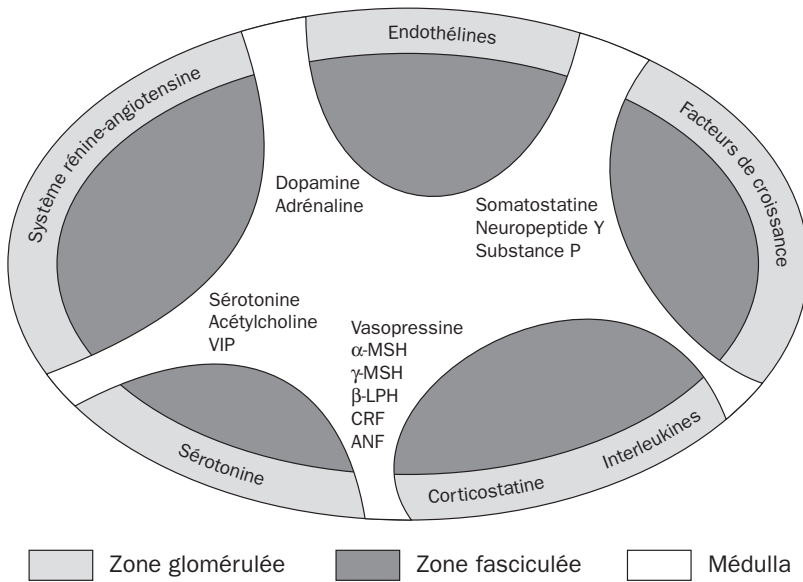 Endothélines
Système rénine-angiotensine
Facteurs de croissance
Dopamine
Adrénaline
Somatostatine
Neuropeptide Y
Substance P
Sérotonine
Acétylcholine
VIP
Vasopressine
α-MSH
γ-MSH
β-LPH
CRF
ANF
Sérotonine
Corticostatine
Interleukines
Zone glomérulée
Zone fasciculée
Médulla